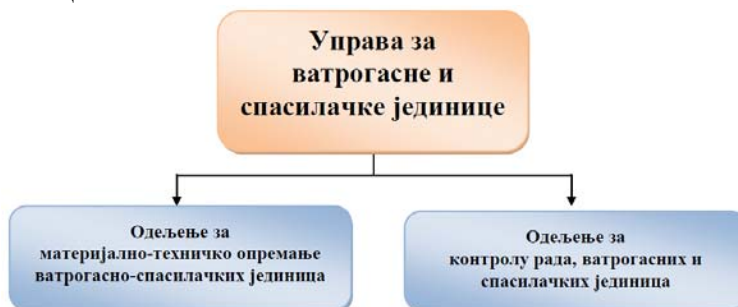 Управа за
ватрогасне и
спасилачке јединице
Одељење за
материјално-техничко опремање
ватрогасно-спасилачких јединица
Одељење за
контролу рада, ватрогасних и
спасилачких јединица